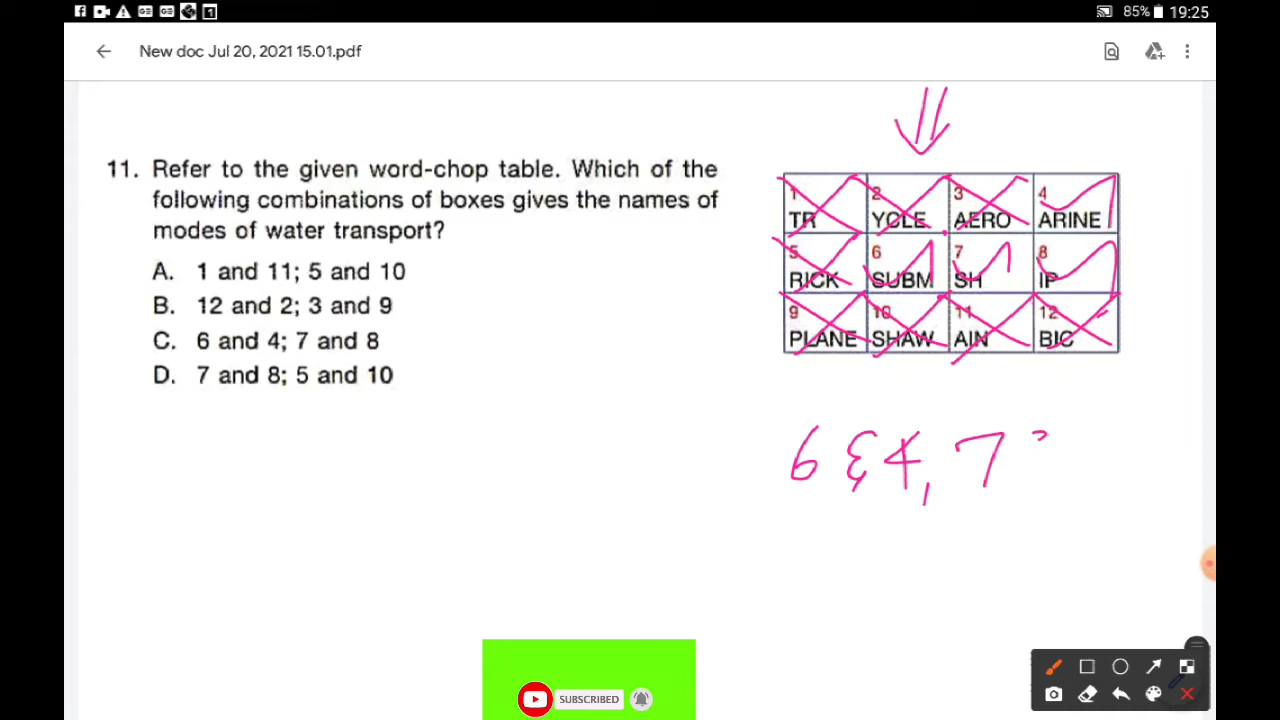 85% 19:25
New doc Jul 20, 2021 15.01.pdf
11. Refer to the given word-chop table. Which of the
following combinations of boxes gives the names of
modes of water transport?
A. 1 and 11; 5 and 10
B. 12 and 2; 3 and 9
C. 6 and 4; 7 and 8
D. 7 and 8; 5 and 10
1 2 3 4
TR YCLE AERO ARINE
5 6 7 8
RICK SUBM SH IP
9 10 11 12
PLANE SHAW AIN BIC
6 & 4, 7
SUBSCRIBED